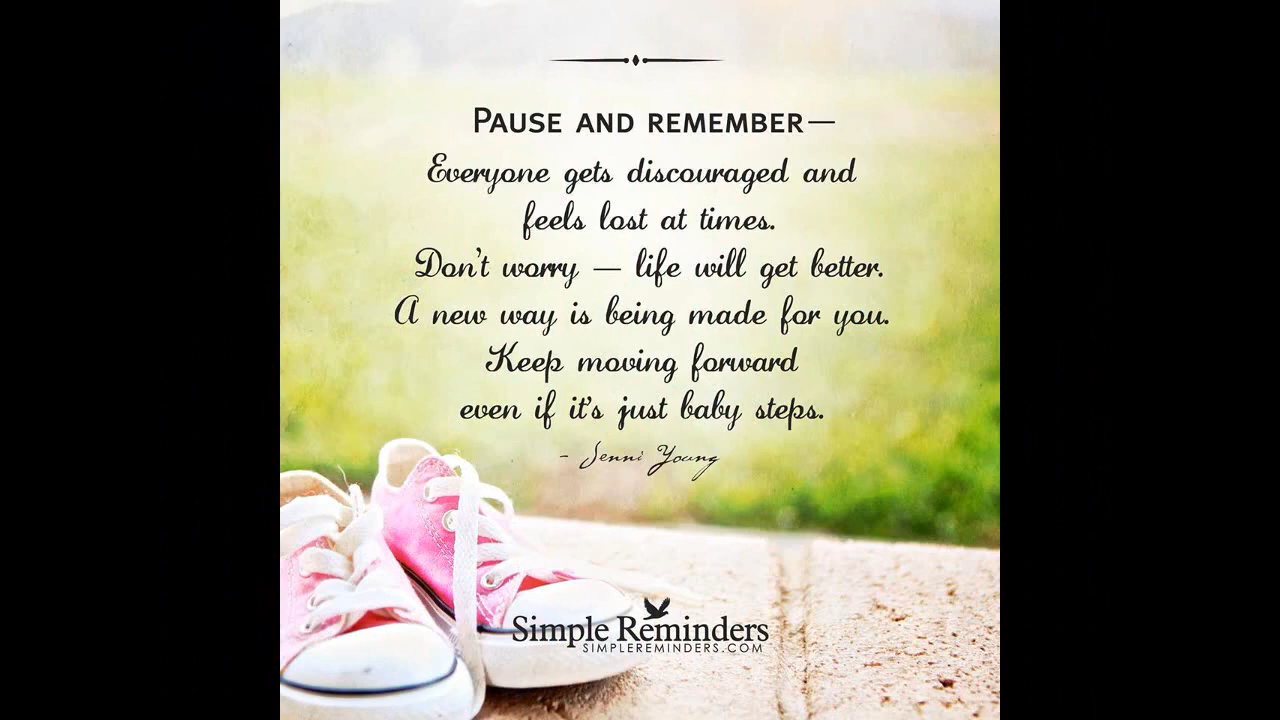 Pause and remember—
Everyone gets discouraged and
feels lost at times.
Don't worry — life will get better.
A new way is being made for you.
Keep moving forward
even if it's just baby steps.
- Jenni Young
Simple Reminders
SIMPLEREMINDERS.COM